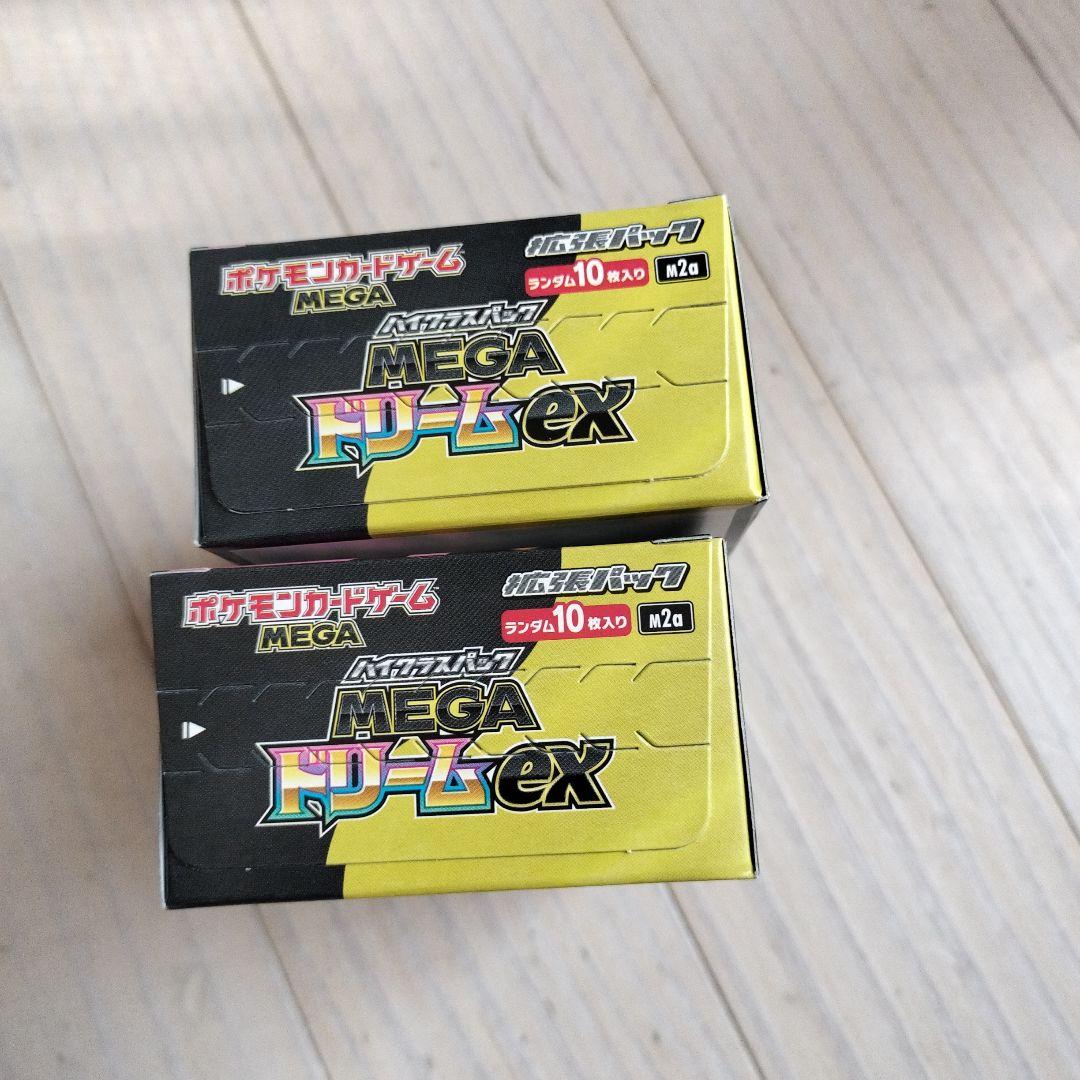 ポケモンカードゲーム
MEGA
拡張パック
ランダム10枚入り
M2a
ハイクラスパック
MEGA
ドリームex
ポケモンカードゲーム
MEGA
拡張パック
ランダム10枚入り
M2a
ハイクラスパック
MEGA
ドリームex